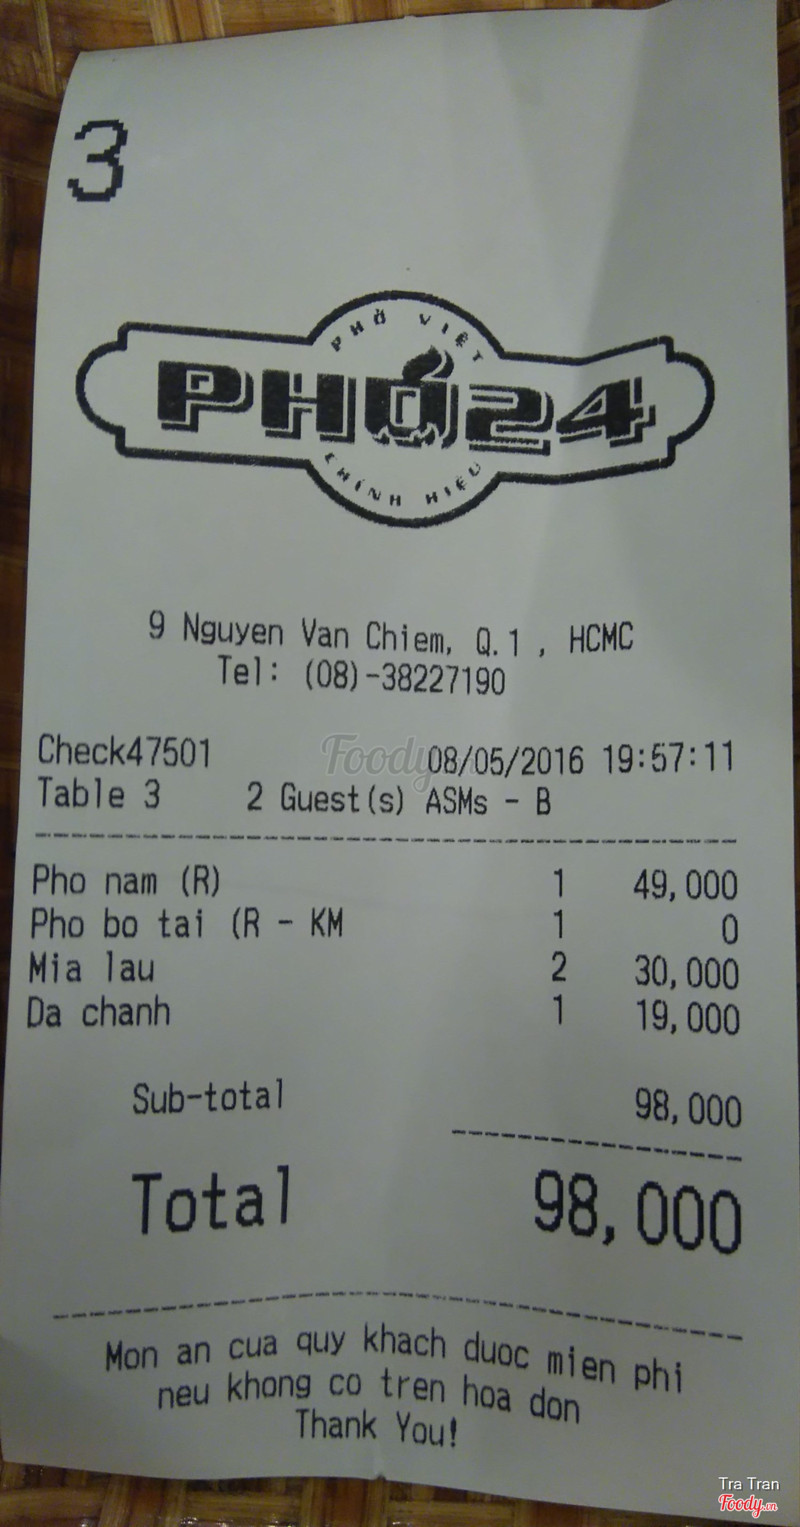 3
PHỞ VIỆT
PHỞ24
CHÍNH HIỆU
9 Nguyen Van Chiem, Q.1 , HCMC
Tel: (08)-38227190
Check47501 08/05/2016 19:57:11
Foody.vn
Table 3 2 Guest(s) ASMs - B
Pho nam (R) 1 49,000
Pho bo tai (R - KM 1 0
Mia lau 2 30,000
Da chanh 1 19,000
Sub-total 98,000
Total 98,000
Mon an cua quy khach duoc mien phi
neu khong co tren hoa don
Thank You!
Tra Tran
Foody.vn